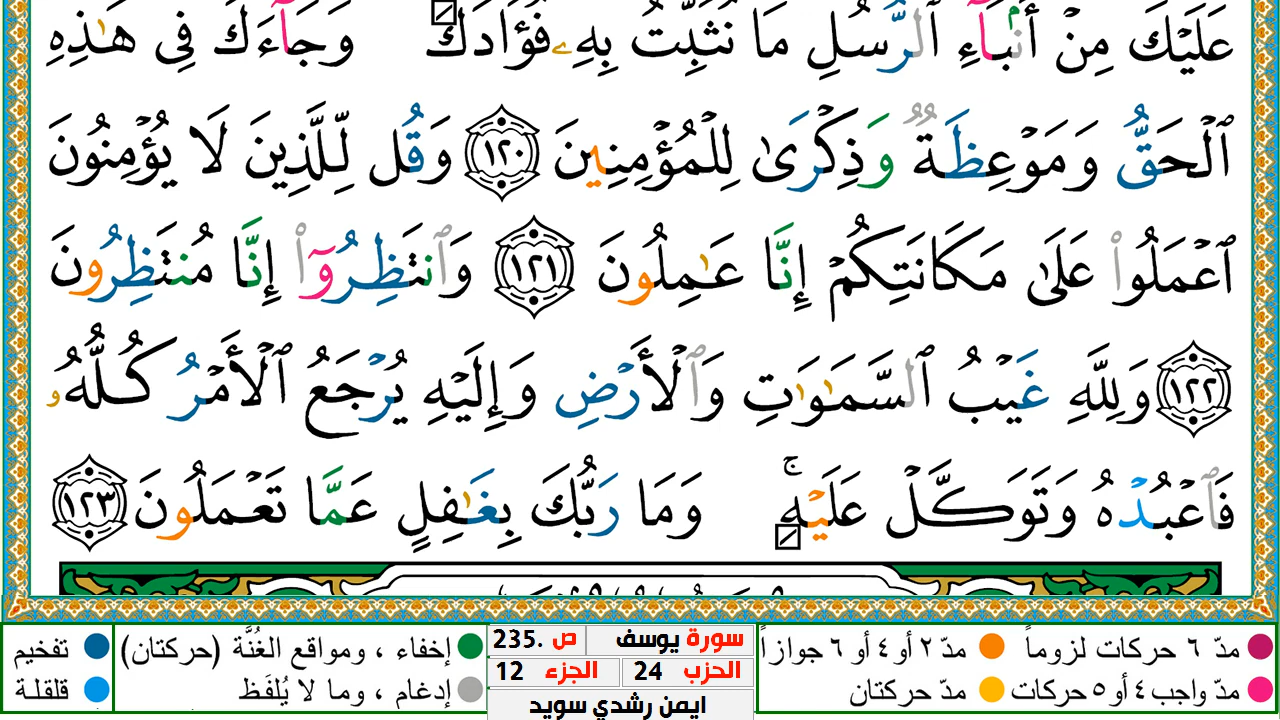 عَلَيْكَ مِنْ أَنۢبَآءِ ٱلرُّسُلِ مَا نُثَبِّتُ بِهِۦ فُؤَادَكَ وَجَآءَكَ فِى هَـٰذِهِ
ٱلْحَقُّ وَمَوْعِظَةٌ وَذِكْرَىٰ لِلْمُؤْمِنِينَ ١٢٠ وَقُل لِّلَّذِينَ لَا يُؤْمِنُونَ
ٱعْمَلُوا۟ عَلَىٰ مَكَانَتِكُمْ إِنَّا عَـٰمِلُونَ ١٢١ وَٱنتَظِرُوٓا۟ إِنَّا مُنتَظِرُونَ
١٢٢ وَلِلَّهِ غَيْبُ ٱلسَّمَـٰوَٰتِ وَٱلْأَرْضِ وَإِلَيْهِ يُرْجَعُ ٱلْأَمْرُ كُلُّهُۥ
فَٱعْبُدْهُ وَتَوَكَّلْ عَلَيْهِ ۚ وَمَا رَبُّكَ بِغَـٰفِلٍ عَمَّا تَعْمَلُونَ ١٢٣
مدّ ٦ حركات لزوماً مدّ ٢ أو ٤ أو ٦ جوازاً سورة يوسف ص .235 إخفاء ، ومواقع الغُنَّة (حركتان) تفخيم
مدّ واجب ٤ أو ٥ حركات مدّ حركتان الحزب 24 الجزء 12 إدغام ، وما لا يُلفَظ قلقلة
ايمن رشدي سويد